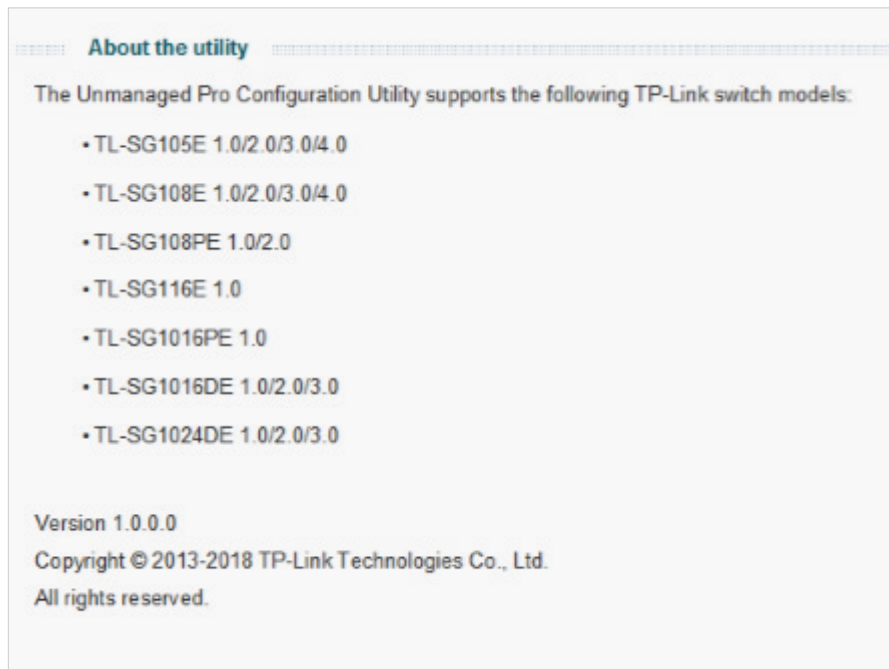 About the utility
The Unmanaged Pro Configuration Utility supports the following TP-Link switch models:
• TL-SG105E 1.0/2.0/3.0/4.0
• TL-SG108E 1.0/2.0/3.0/4.0
• TL-SG108PE 1.0/2.0
• TL-SG116E 1.0
• TL-SG1016PE 1.0
• TL-SG1016DE 1.0/2.0/3.0
• TL-SG1024DE 1.0/2.0/3.0
Version 1.0.0.0
Copyright © 2013-2018 TP-Link Technologies Co., Ltd.
All rights reserved.